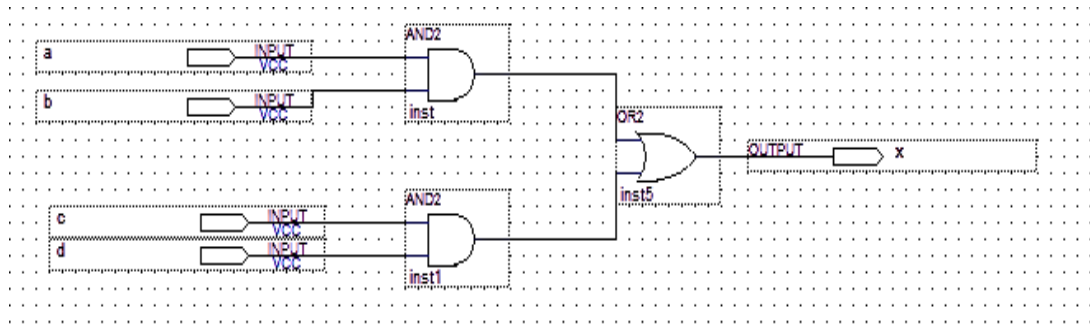 a
INPUT
VCC
b
INPUT
VCC
AND2
inst
OR2
inst5
OUTPUT
x
c
INPUT
VCC
d
INPUT
VCC
AND2
inst1